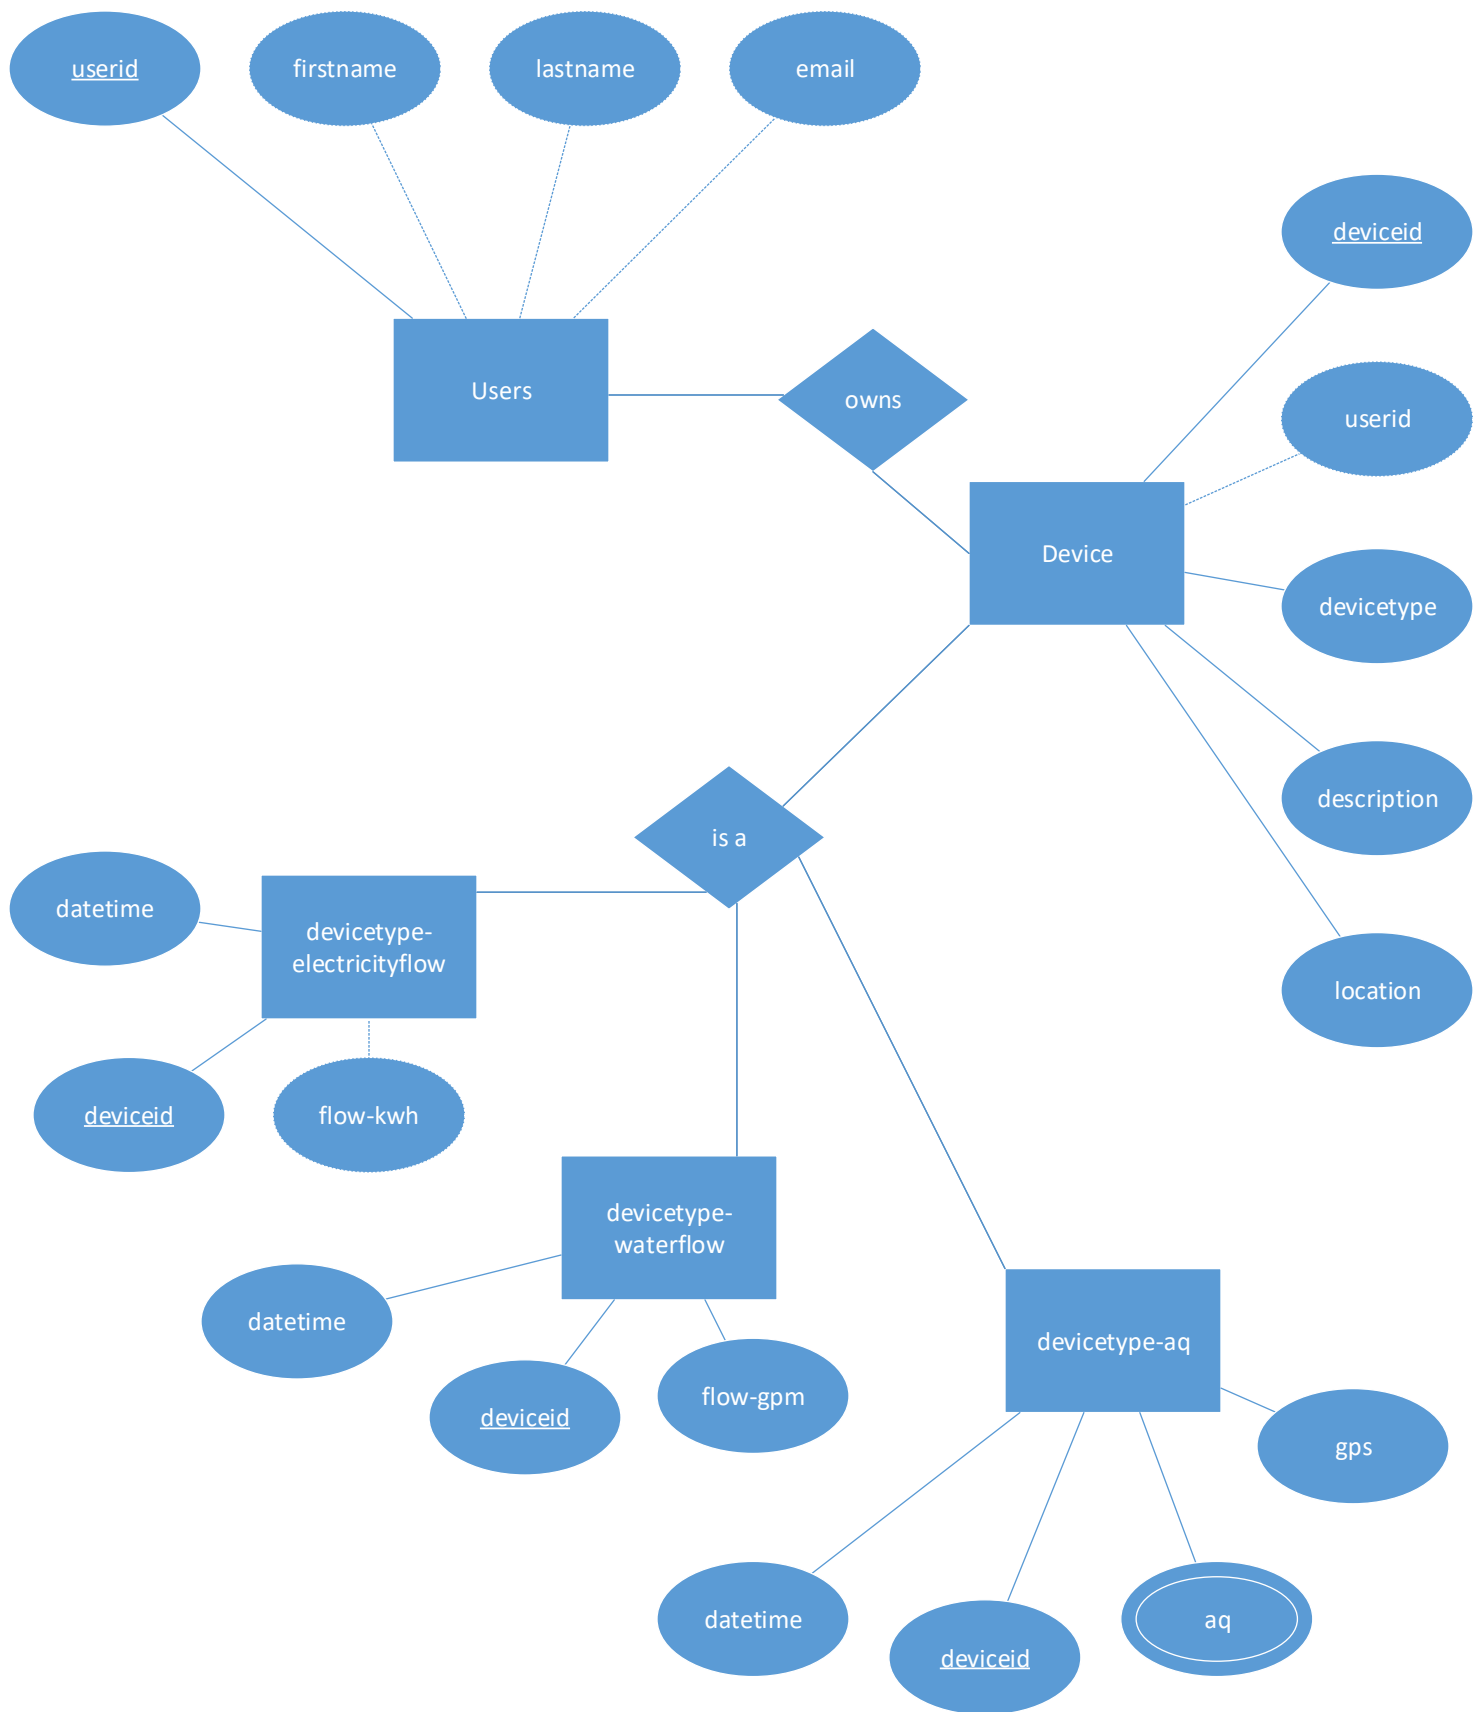 userid
firstname
lastname
email
deviceid
Users
owns
userid
Device
devicetype
description
is a
datetime
devicetype-
electricityflow
location
deviceid
flow-kwh
devicetype-
waterflow
datetime
devicetype-aq
flow-gpm
deviceid
gps
datetime
aq
deviceid